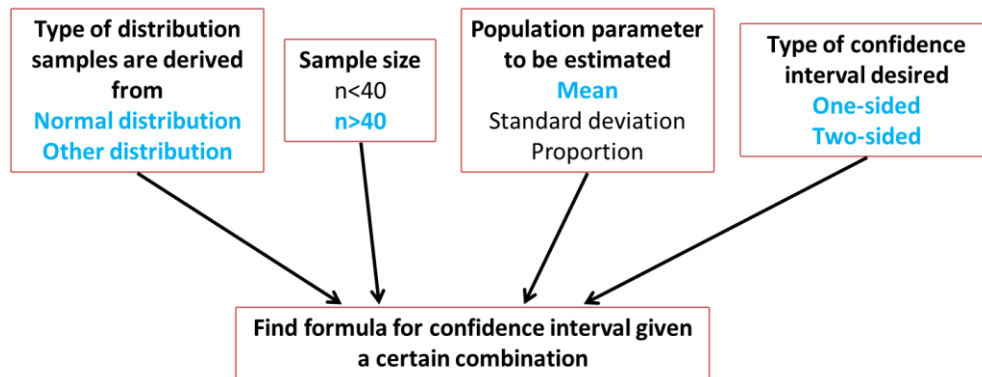 Type of distribution
samples are derived
from
Normal distribution
Other distribution
Sample size
n<40
n>40
Population parameter
to be estimated
Mean
Standard deviation
Proportion
Type of confidence
interval desired
One-sided
Two-sided
Find formula for confidence interval given
a certain combination